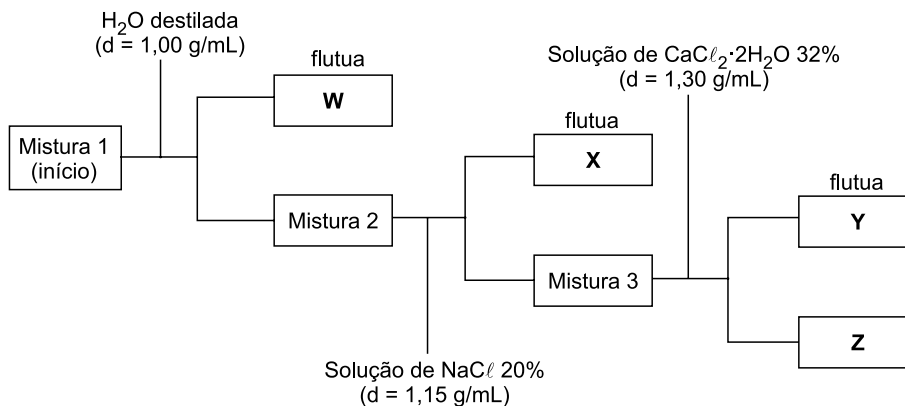 H₂O destilada
(d = 1,00 g/mL)
flutua
W
Mistura 1
(início)
Mistura 2
Solução de NaCℓ 20%
(d = 1,15 g/mL)
flutua
X
Mistura 3
Solução de CaCℓ₂·2H₂O 32%
(d = 1,30 g/mL)
flutua
Y
Z